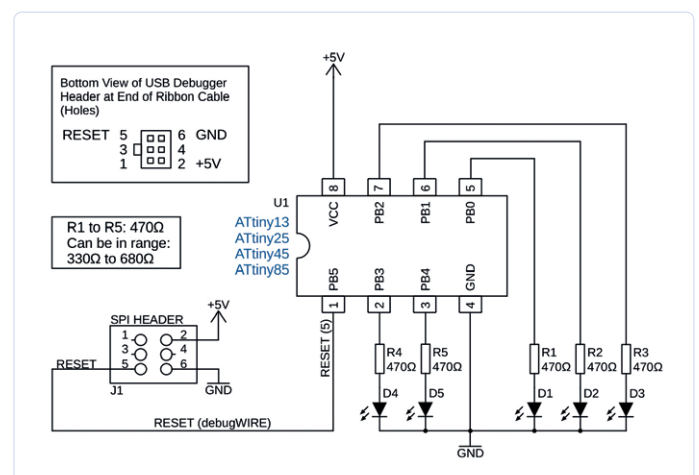 +5V
Bottom View of USB Debugger
Header at End of Ribbon Cable
(Holes)
RESET 5 6 GND
3 4
1 2 +5V
8 7 6 5
VCC PB2 PB1 PB0
U1
ATtiny13
ATtiny25
ATtiny45
ATtiny85
R1 to R5: 470Ω
Can be in range:
330Ω to 680Ω
PB5 PB3 PB4 GND
1 2 3 4
+5V
SPI HEADER
1 2
3 4
RESET 5 6
J1
GND
RESET (5)
R4
470Ω
R5
470Ω
R1
470Ω
R2
470Ω
R3
470Ω
D4 D5 D1 D2 D3
RESET (debugWIRE)
GND